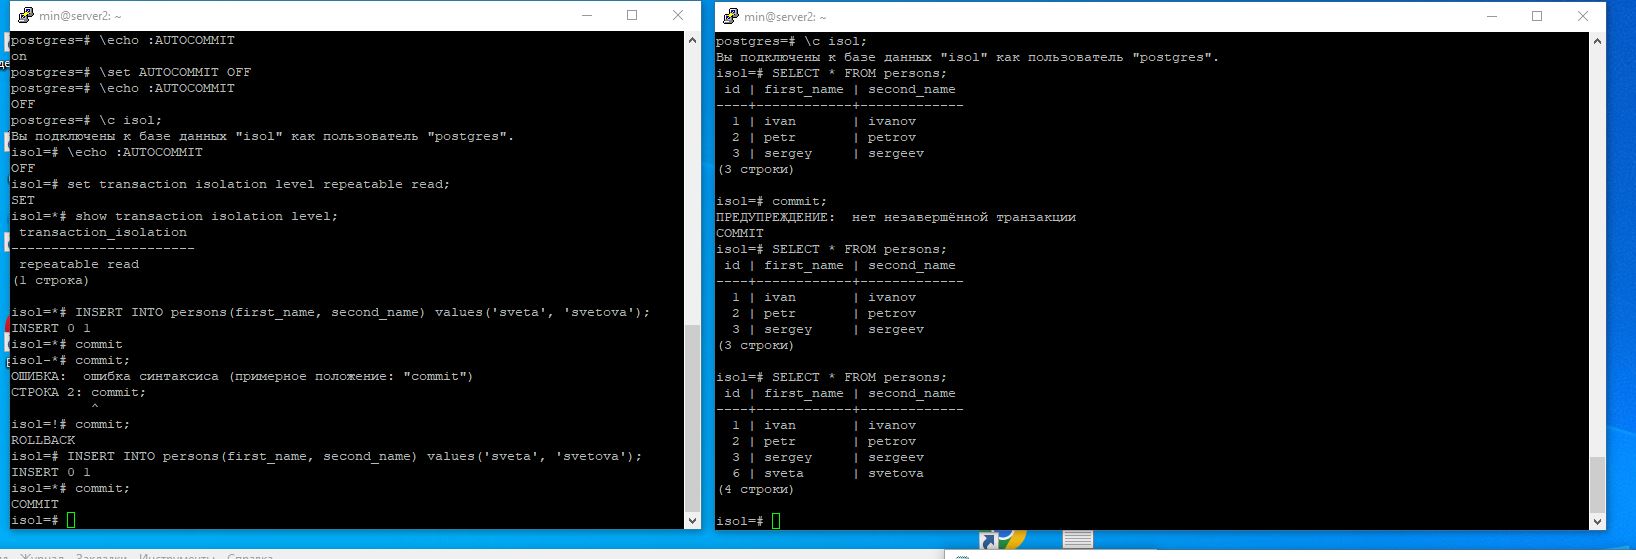 min@server2: ~
postgres=# \echo :AUTOCOMMIT
on
postgres=# \set AUTOCOMMIT OFF
postgres=# \echo :AUTOCOMMIT
OFF
postgres=# \c isol;
Вы подключены к базе данных "isol" как пользователь "postgres".
isol=# \echo :AUTOCOMMIT
OFF
isol=# set transaction isolation level repeatable read;
SET
isol=*# show transaction isolation level;
 transaction_isolation
-----------------------
 repeatable read
(1 строка)

isol=*# INSERT INTO persons(first_name, second_name) values('sveta', 'svetova');
INSERT 0 1
isol=*# commit
isol-*# commit;
ОШИБКА:  ошибка синтаксиса (примерное положение: "commit")
СТРОКА 2: commit;
          ^
isol=!# commit;
ROLLBACK
isol=# INSERT INTO persons(first_name, second_name) values('sveta', 'svetova');
INSERT 0 1
isol=*# commit;
COMMIT
isol=#
min@server2: ~
postgres=# \c isol;
Вы подключены к базе данных "isol" как пользователь "postgres".
isol=# SELECT * FROM persons;
 id | first_name | second_name
----+------------+-------------
  1 | ivan       | ivanov
  2 | petr       | petrov
  3 | sergey     | sergeev
(3 строки)

isol=# commit;
ПРЕДУПРЕЖДЕНИЕ:  нет незавершённой транзакции
COMMIT
isol=# SELECT * FROM persons;
 id | first_name | second_name
----+------------+-------------
  1 | ivan       | ivanov
  2 | petr       | petrov
  3 | sergey     | sergeev
(3 строки)

isol=# SELECT * FROM persons;
 id | first_name | second_name
----+------------+-------------
  1 | ivan       | ivanov
  2 | petr       | petrov
  3 | sergey     | sergeev
  6 | sveta      | svetova
(4 строки)

isol=#
Журнал Закладки Инструменты Справка